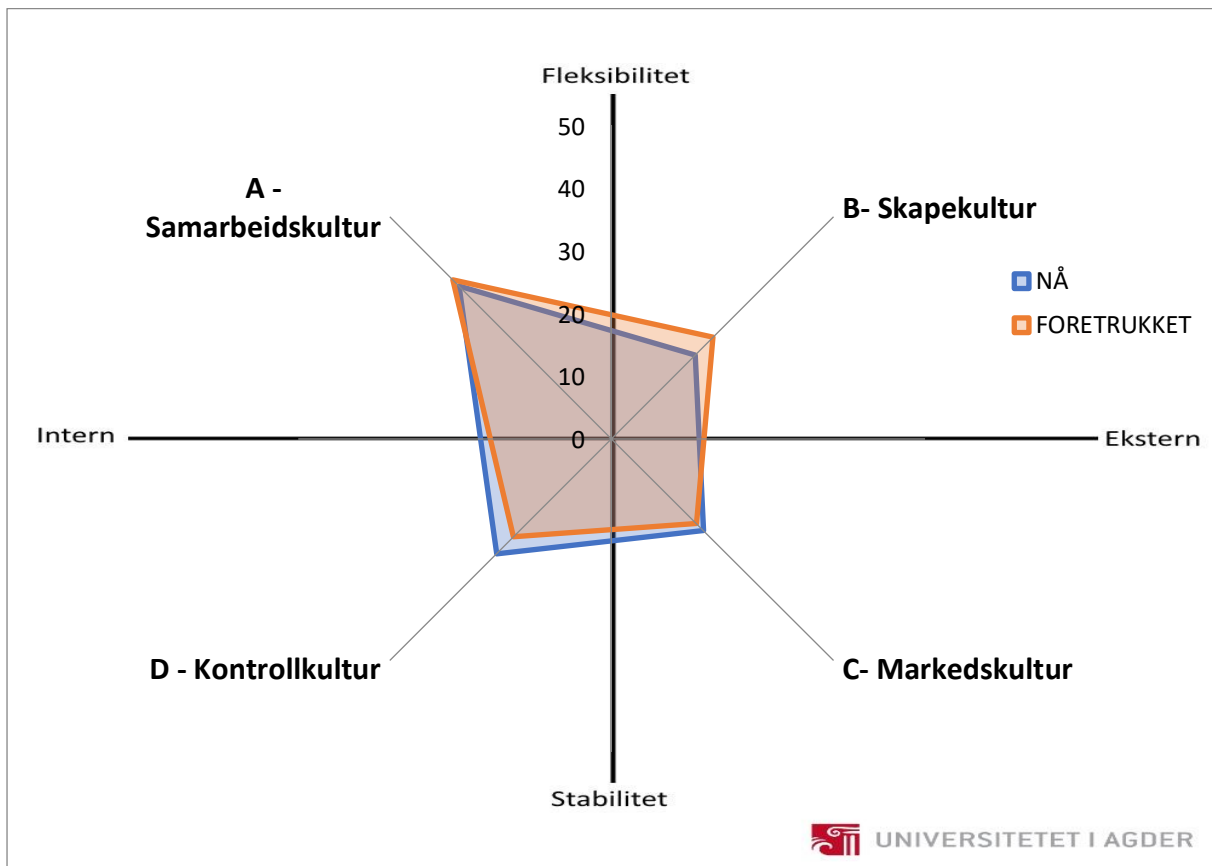 Fleksibilitet
50
40
A -
Samarbeidskultur
B- Skapekultur
30
NÅ
20
FORETRUKKET
10
Intern
0
Ekstern
D - Kontrollkultur
C- Markedskultur
Stabilitet
UNIVERSITETET I AGDER